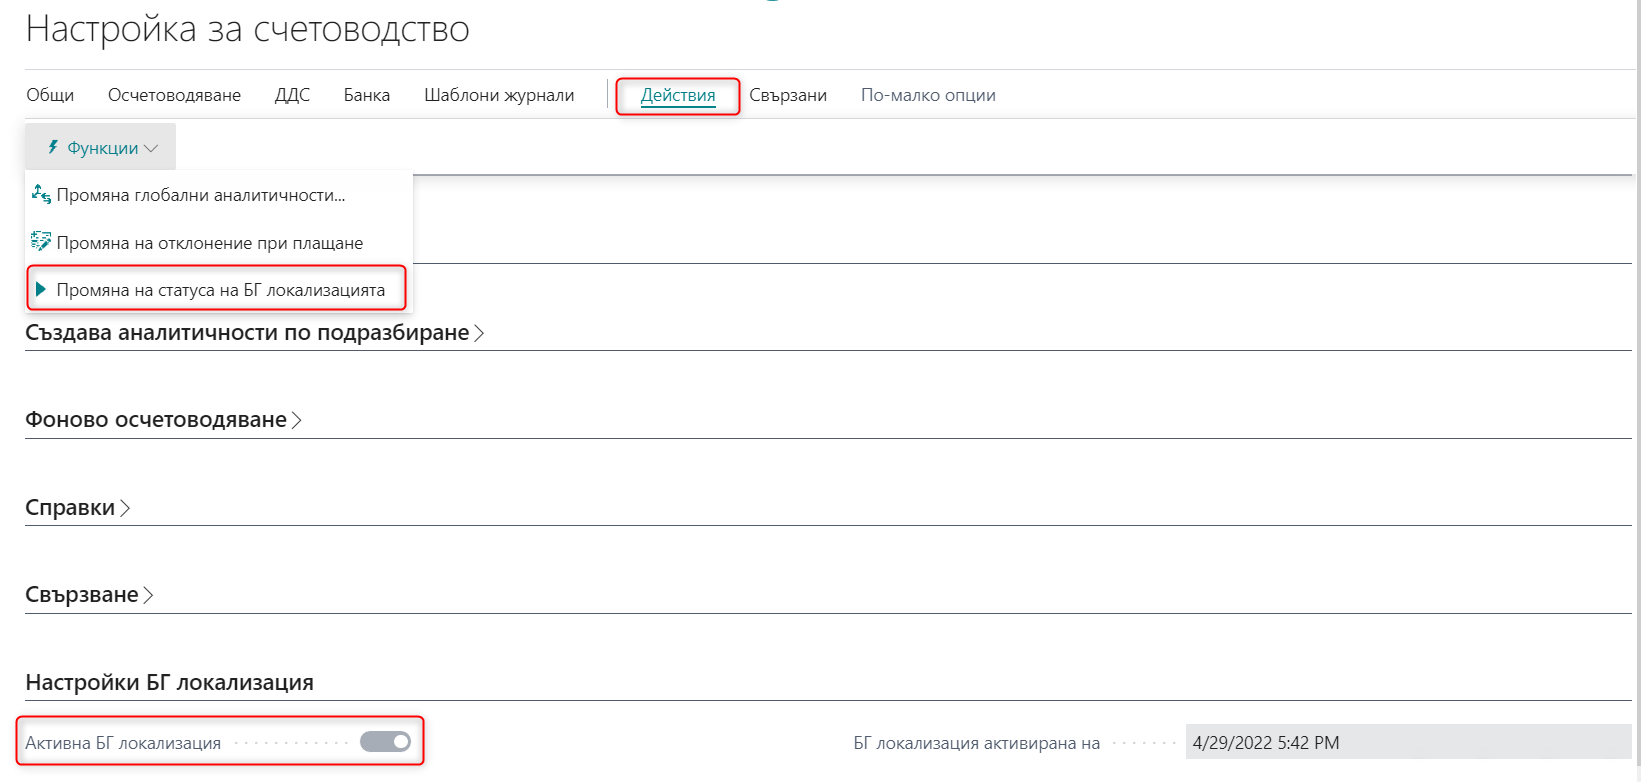 Настройка за счетоводство
Общи Осчетоводяване ДДС Банка Шаблони журнали Действия Свързани По-малко опции
Функции
Промяна глобални аналитичности...
Промяна на отклонение при плащане
Промяна на статуса на БГ локализацията
Създава аналитичности по подразбиране
Фоново осчетоводяване
Справки
Свързване
Настройки БГ локализация
Активна БГ локализация БГ локализация активирана на 4/29/2022 5:42 PM